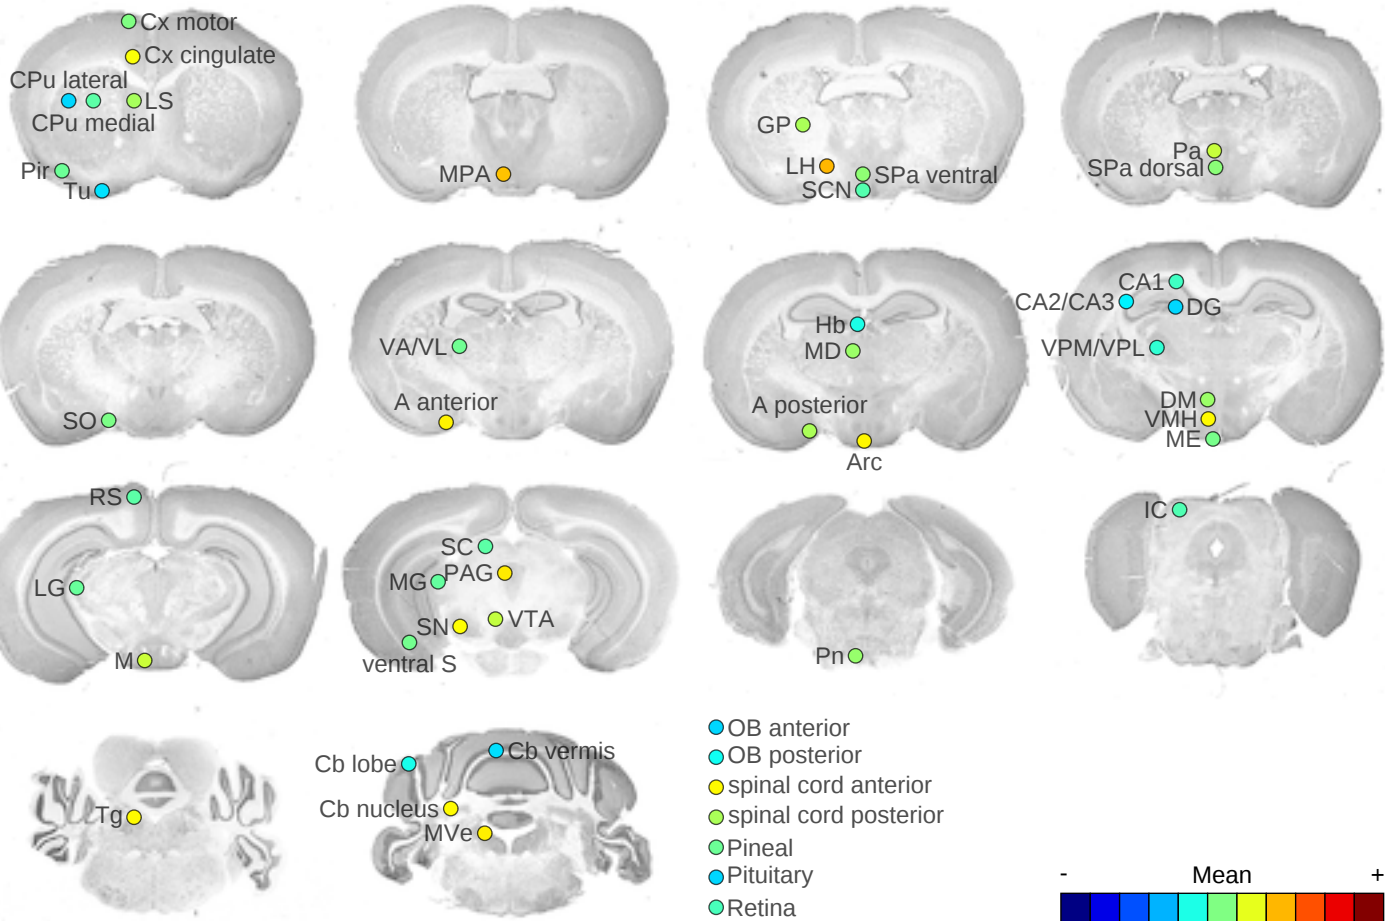 Cx motor
Cx cingulate
CPu lateral
LS
CPu medial
Pir
Tu
MPA
GP
LH
SPa ventral
SCN
Pa
SPa dorsal
SO
VA/VL
A anterior
Hb
MD
A posterior
Arc
CA1
CA2/CA3
DG
VPM/VPL
DM
VMH
ME
RS
LG
M
SC
MG
PAG
SN
VTA
ventral S
Pn
IC
Tg
Cb lobe
Cb vermis
Cb nucleus
MVe
OB anterior
OB posterior
spinal cord anterior
spinal cord posterior
Pineal
Pituitary
Retina
- Mean +